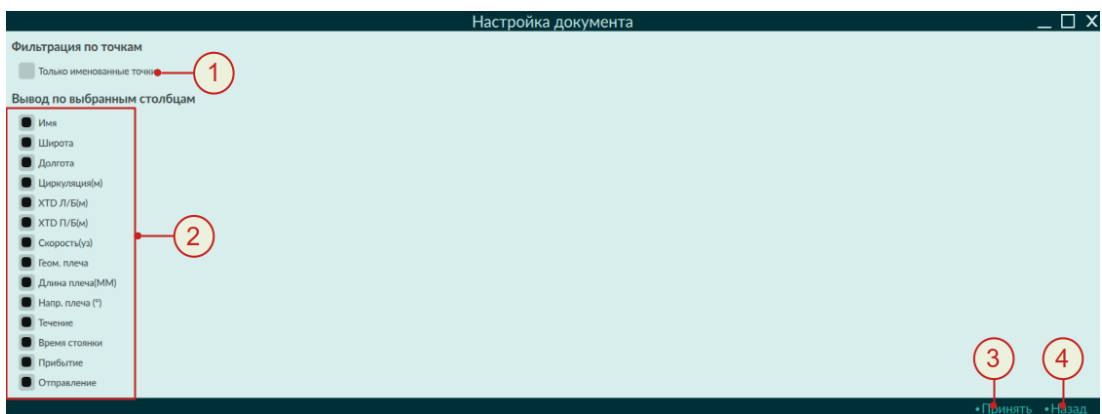 Настройка документа
Фильтрация по точкам
Только именованные точки
1
Вывод по выбранным столбцам
Имя
Широта
Долгота
Циркуляция(м)
XTD Л/Б(м)
XTD П/Б(м)
Скорость(уз)
2
Геом. плеча
Длина плеча(ММ)
Напр. плеча (°)
Течение
Время стоянки
Прибытие
Отправление
3
4
•Принять •Назад